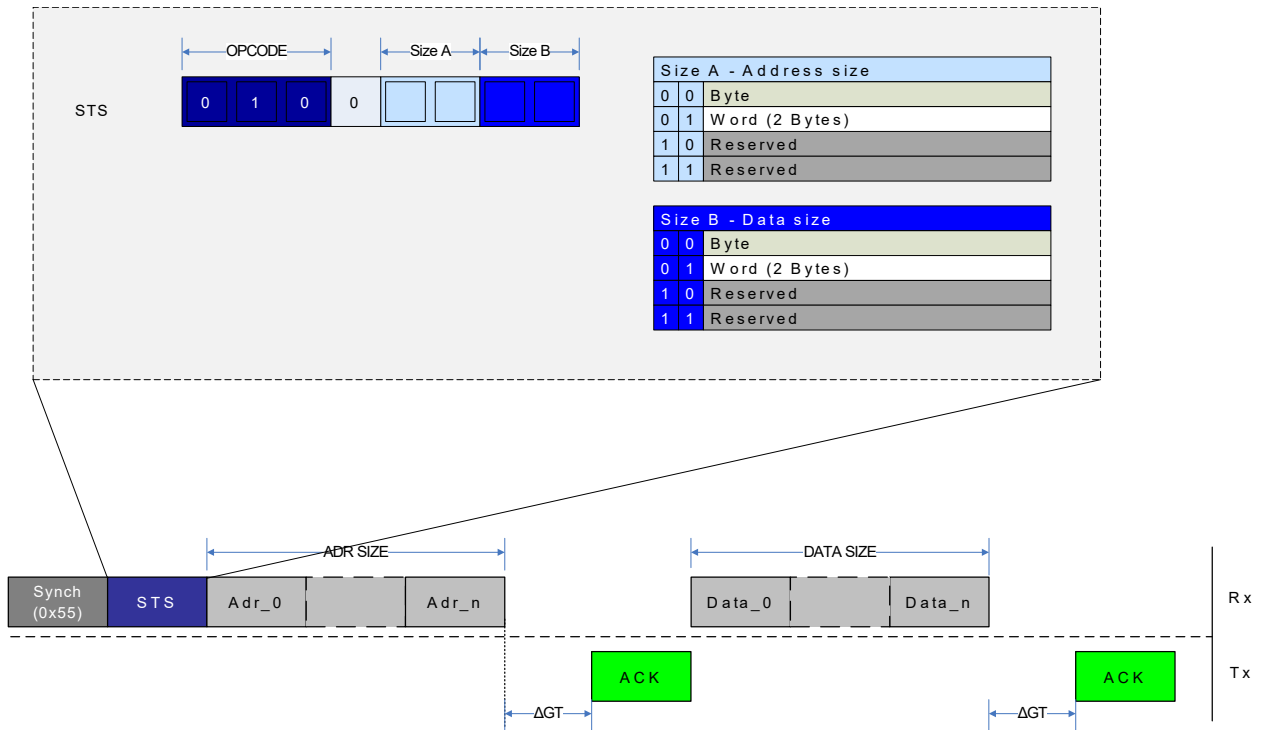 OPCODE Size A Size B
STS 0 1 0 0
Size A - Address size
0 0 Byte
0 1 Word (2 Bytes)
1 0 Reserved
1 1 Reserved
Size B - Data size
0 0 Byte
0 1 Word (2 Bytes)
1 0 Reserved
1 1 Reserved
ADR SIZE DATA SIZE
Synch
(0x55)
STS Adr_0 Adr_n Data_0 Data_n Rx
ACK ACK Tx
ΔGT ΔGT